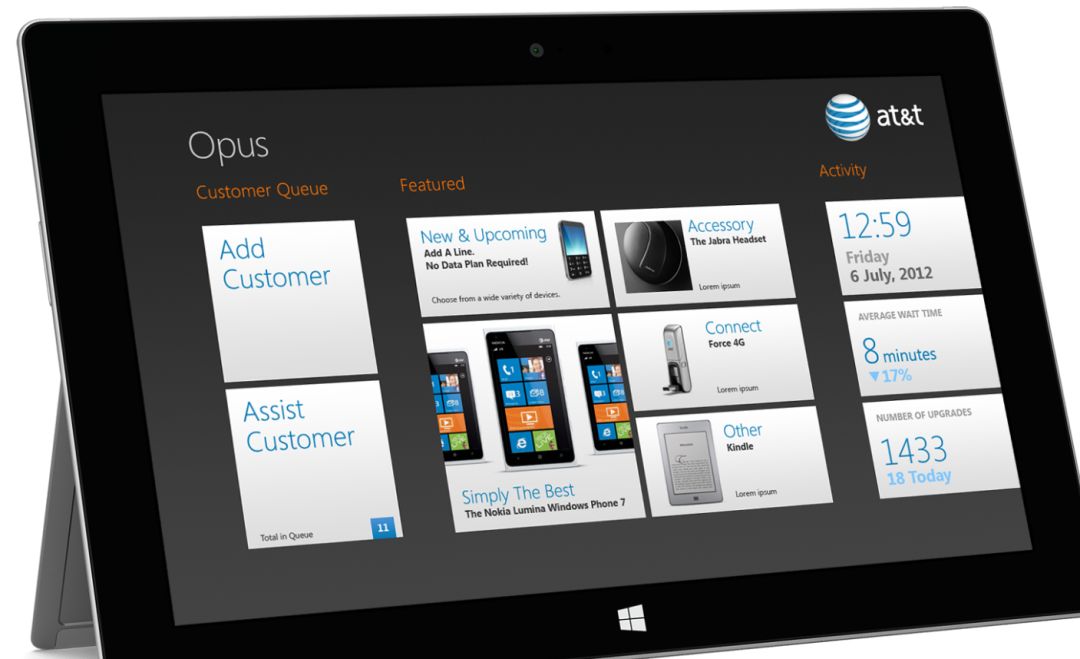 Opus
at&t
Customer Queue
Add
Customer
Assist
Customer
Total in Queue
11
Featured
New & Upcoming
Add A Line.
No Data Plan Required!
Choose from a wide variety of devices.
Simply The Best
The Nokia Lumina Windows Phone 7
Accessory
The Jabra Headset
Lorem ipsum
Connect
Force 4G
Lorem ipsum
Other
Kindle
Lorem ipsum
Activity
12:59
Friday
6 July, 2012
AVERAGE WAIT TIME
8 minutes
▼17%
NUMBER OF UPGRADES
1433
18 Today